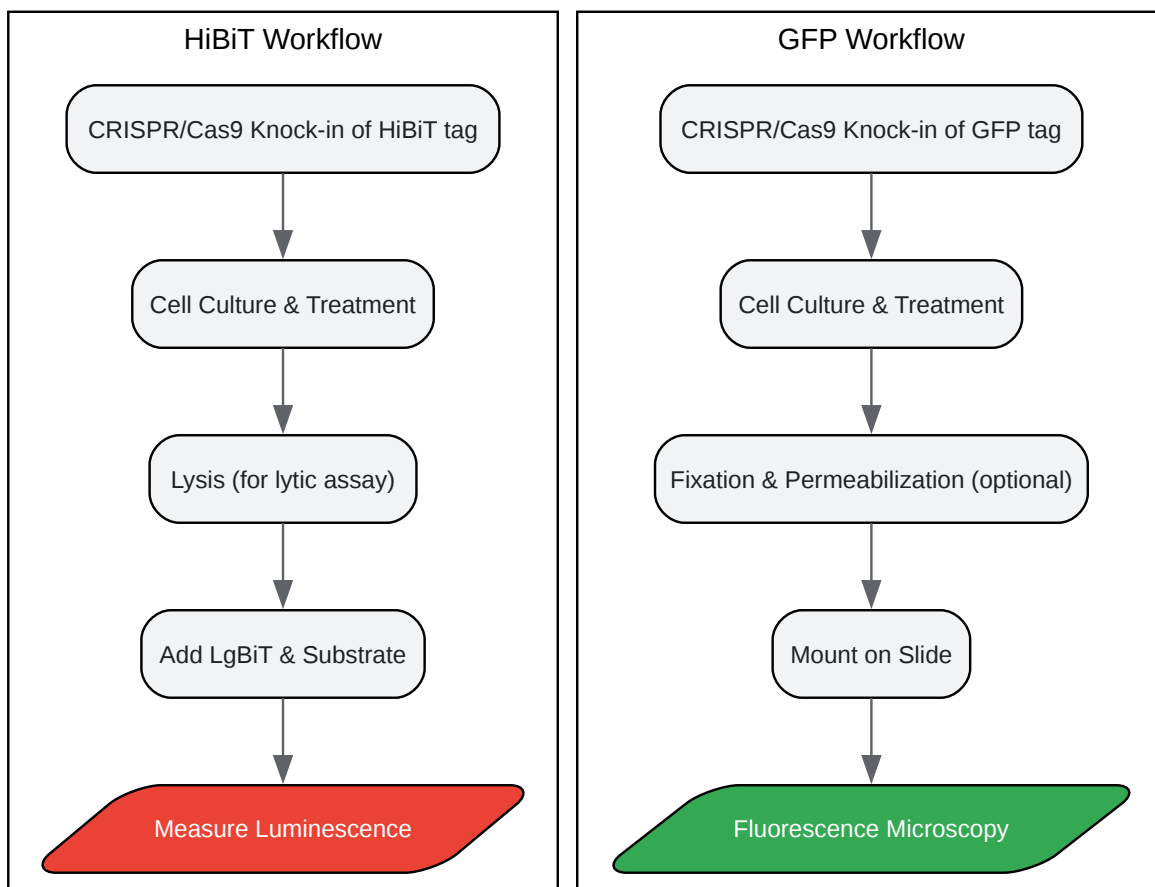 HiBiT Workflow
CRISPR/Cas9 Knock-in of HiBiT tag
Cell Culture & Treatment
Lysis (for lytic assay)
Add LgBiT & Substrate
Measure Luminescence
GFP Workflow
CRISPR/Cas9 Knock-in of GFP tag
Cell Culture & Treatment
Fixation & Permeabilization (optional)
Mount on Slide
Fluorescence Microscopy